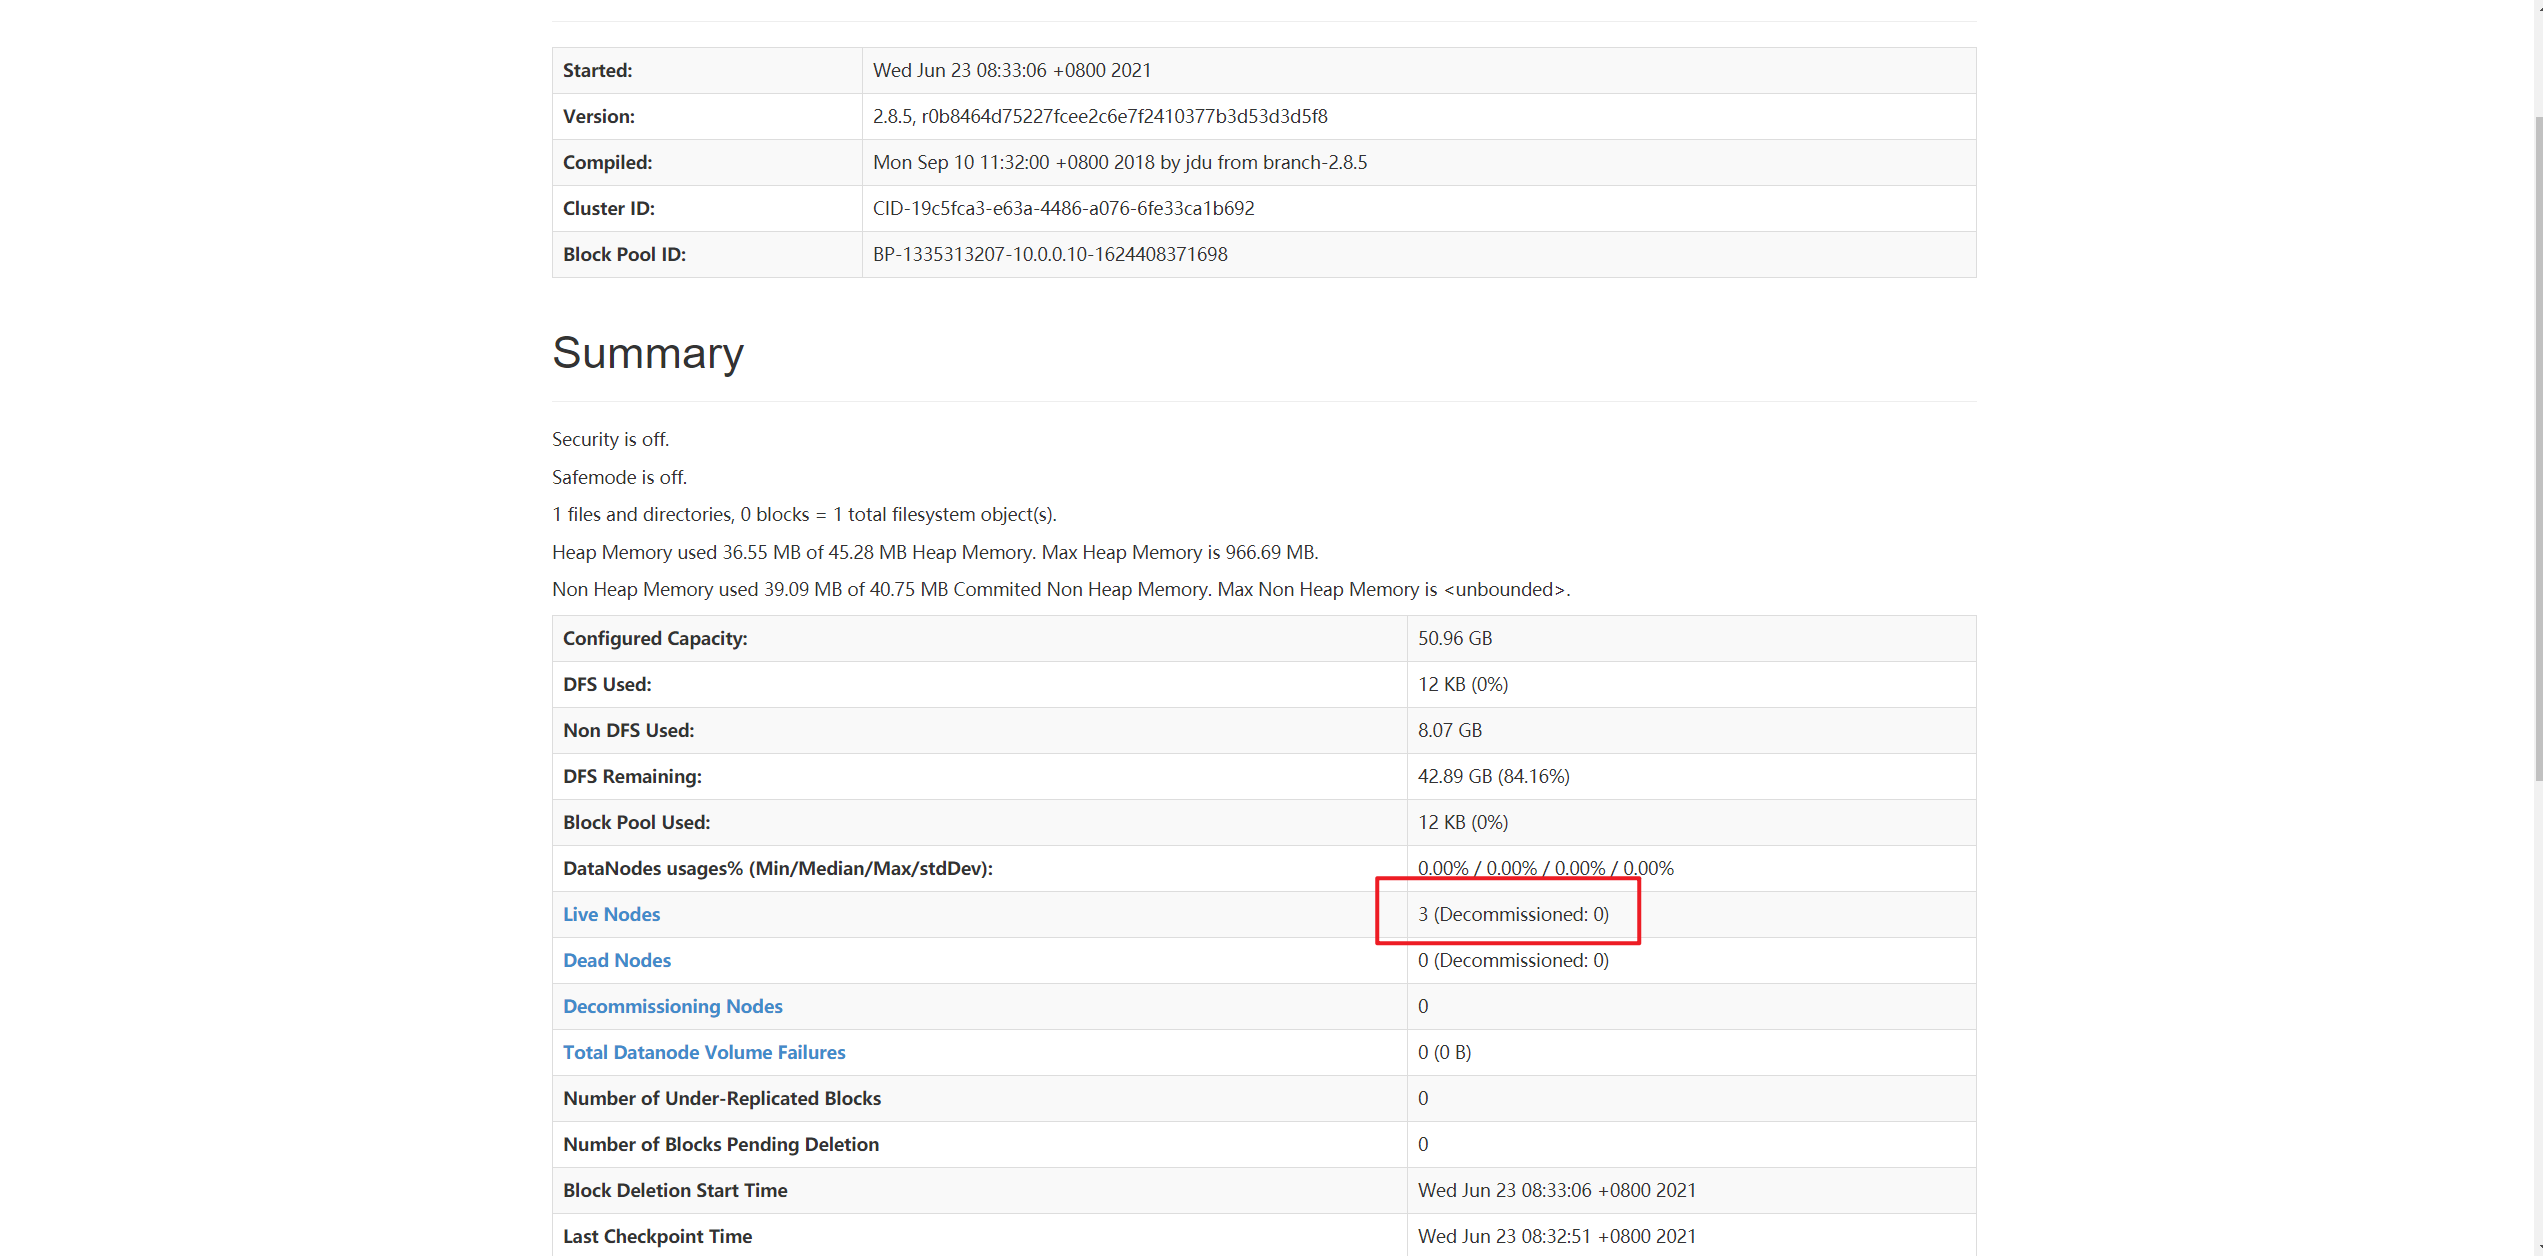 Started: Wed Jun 23 08:33:06 +0800 2021
Version: 2.8.5, r0b8464d75227fcee2c6e7f2410377b3d53d3d5f8
Compiled: Mon Sep 10 11:32:00 +0800 2018 by jdu from branch-2.8.5
Cluster ID: CID-19c5fca3-e63a-4486-a076-6fe33ca1b692
Block Pool ID: BP-1335313207-10.0.0.10-1624408371698
Summary
Security is off.
Safemode is off.
1 files and directories, 0 blocks = 1 total filesystem object(s).
Heap Memory used 36.55 MB of 45.28 MB Heap Memory. Max Heap Memory is 966.69 MB.
Non Heap Memory used 39.09 MB of 40.75 MB Commited Non Heap Memory. Max Non Heap Memory is <unbounded>.
Configured Capacity: 50.96 GB
DFS Used: 12 KB (0%)
Non DFS Used: 8.07 GB
DFS Remaining: 42.89 GB (84.16%)
Block Pool Used: 12 KB (0%)
DataNodes usages% (Min/Median/Max/stdDev): 0.00% / 0.00% / 0.00% / 0.00%
Live Nodes 3 (Decommissioned: 0)
Dead Nodes 0 (Decommissioned: 0)
Decommissioning Nodes 0
Total Datanode Volume Failures 0 (0 B)
Number of Under-Replicated Blocks 0
Number of Blocks Pending Deletion 0
Block Deletion Start Time Wed Jun 23 08:33:06 +0800 2021
Last Checkpoint Time Wed Jun 23 08:32:51 +0800 2021